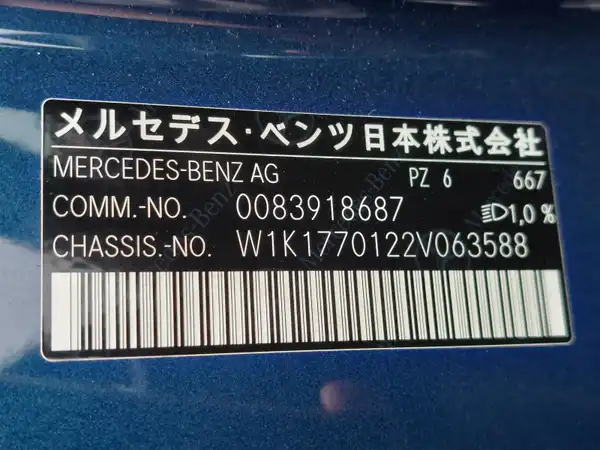 メルセデス・ベンツ日本株式会社
MERCEDES-BENZ AG PZ 6 667
COMM.-NO. 0083918687 1,0 %
CHASSIS.-NO. W1K1770122V063588